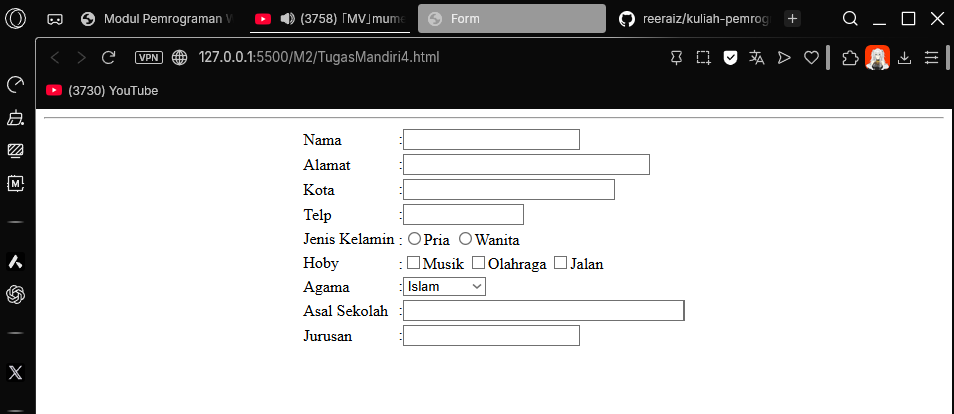 Modul Pemrograman W (3758) 「MV」mume Form reeraiz/kuliah-pemrog
VPN 127.0.0.1:5500/M2/TugasMandiri4.html
(3730) YouTube
M
Nama :
Alamat :
Kota :
Telp :
Jenis Kelamin : Pria Wanita
Hoby : Musik Olahraga Jalan
Agama : Islam
Asal Sekolah :
Jurusan :